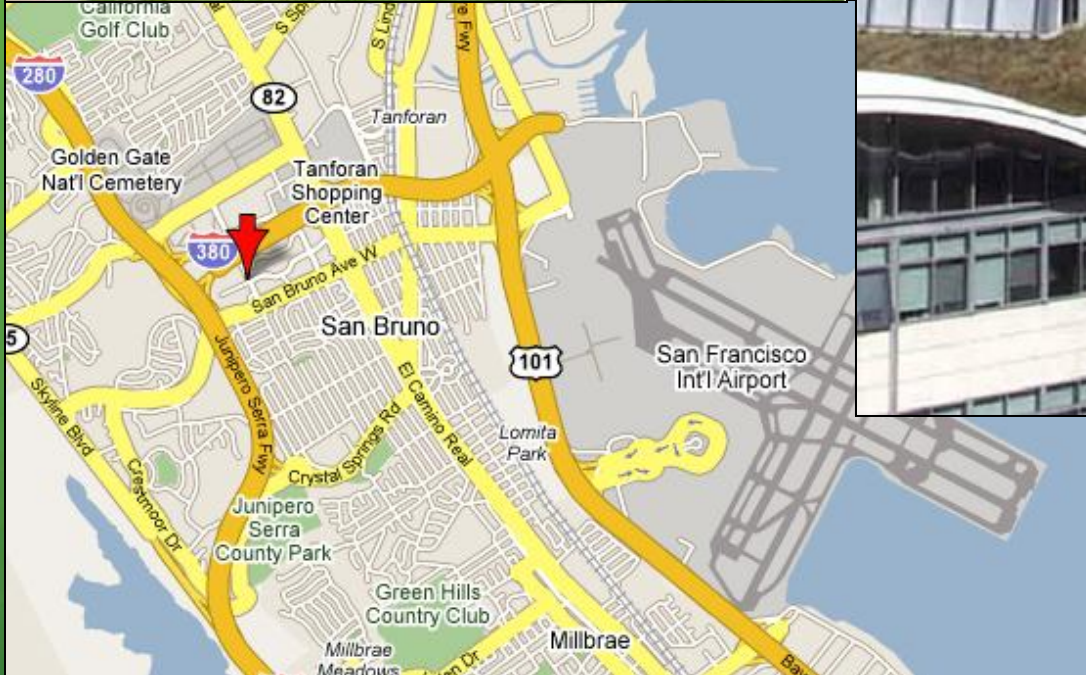 California
Golf Club
280
82
Tanforan
Golden Gate
Nat'l Cemetery
Tanforan
Shopping
Center
380
San Bruno Ave W
San Bruno
101
San Francisco
Int'l Airport
5
Skyline Blvd
Junipero Serra Fwy
El Camino Real
Lomita
Park
Crystal Springs Rd
Crestmoor Dr
Junipero
Serra
County Park
Green Hills
Country Club
Millbrae
Millbrae
Meadows